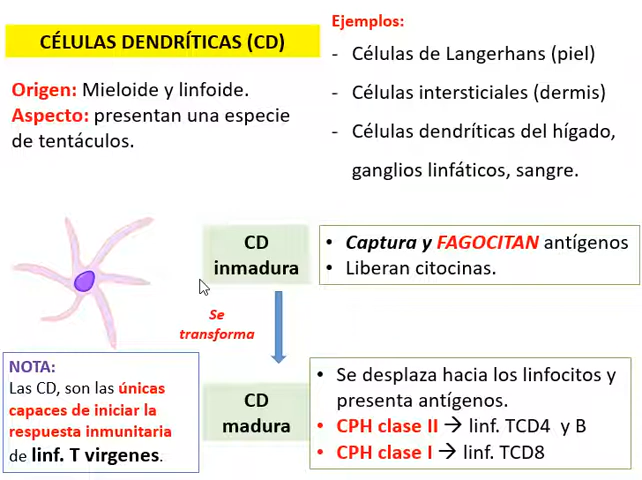 CÉLULAS DENDRÍTICAS (CD)
Origen: Mieloide y linfoide.
Aspecto: presentan una especie
de tentáculos.
Ejemplos:
- Células de Langerhans (piel)
- Células intersticiales (dermis)
- Células dendríticas del hígado,
ganglios linfáticos, sangre.
CD
inmadura
• Captura y FAGOCITAN antígenos
• Liberan citocinas.
Se
transforma
NOTA:
Las CD, son las únicas
capaces de iniciar la
respuesta inmunitaria
de linf. T virgenes.
CD
madura
• Se desplaza hacia los linfocitos y
presenta antígenos.
• CPH clase II → linf. TCD4 y B
• CPH clase I → linf. TCD8